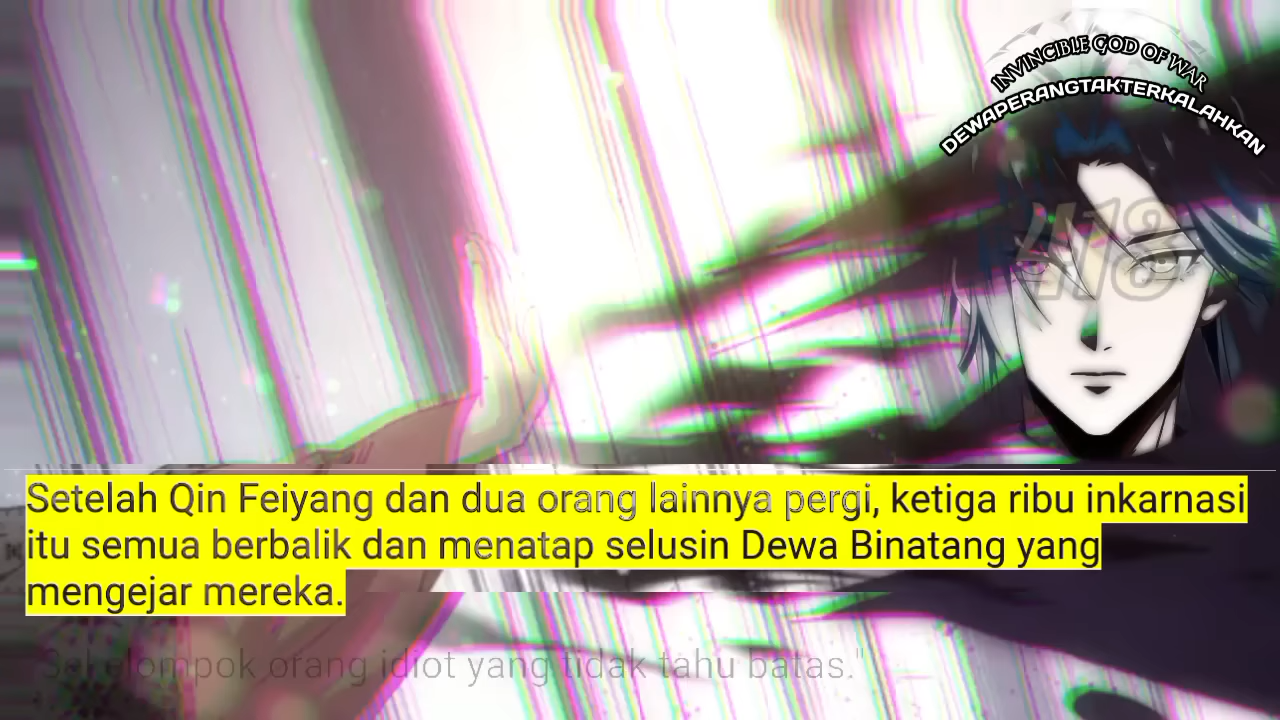 INVINCIBLE GOD OF WAR
DEWAPERANGTAKTERKALAHKAN
413
Setelah Qin Feiyang dan dua orang lainnya pergi, ketiga ribu inkarnasi
itu semua berbalik dan menatap selusin Dewa Binatang yang
mengejar mereka.
"Sekelompok orang idiot yang tidak tahu batas."